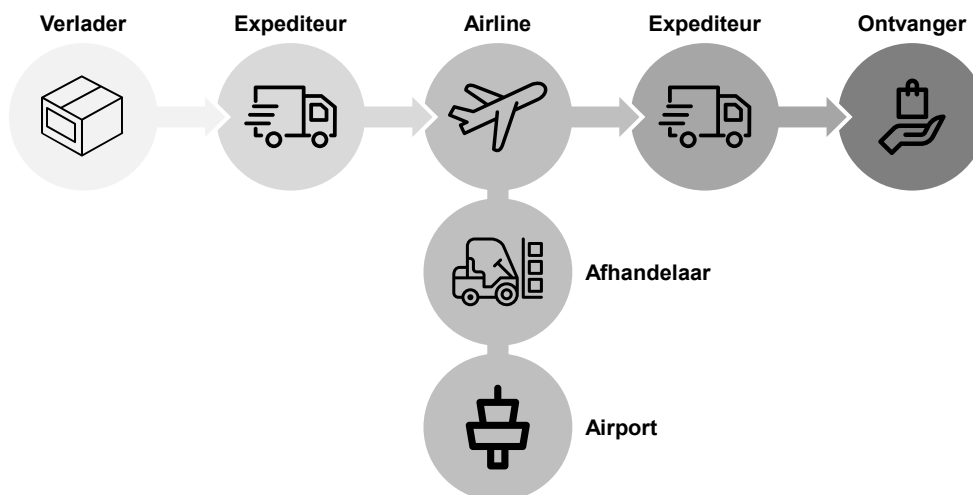 Verlader
Expediteur
Airline
Expediteur
Ontvanger
Afhandelaar
Airport